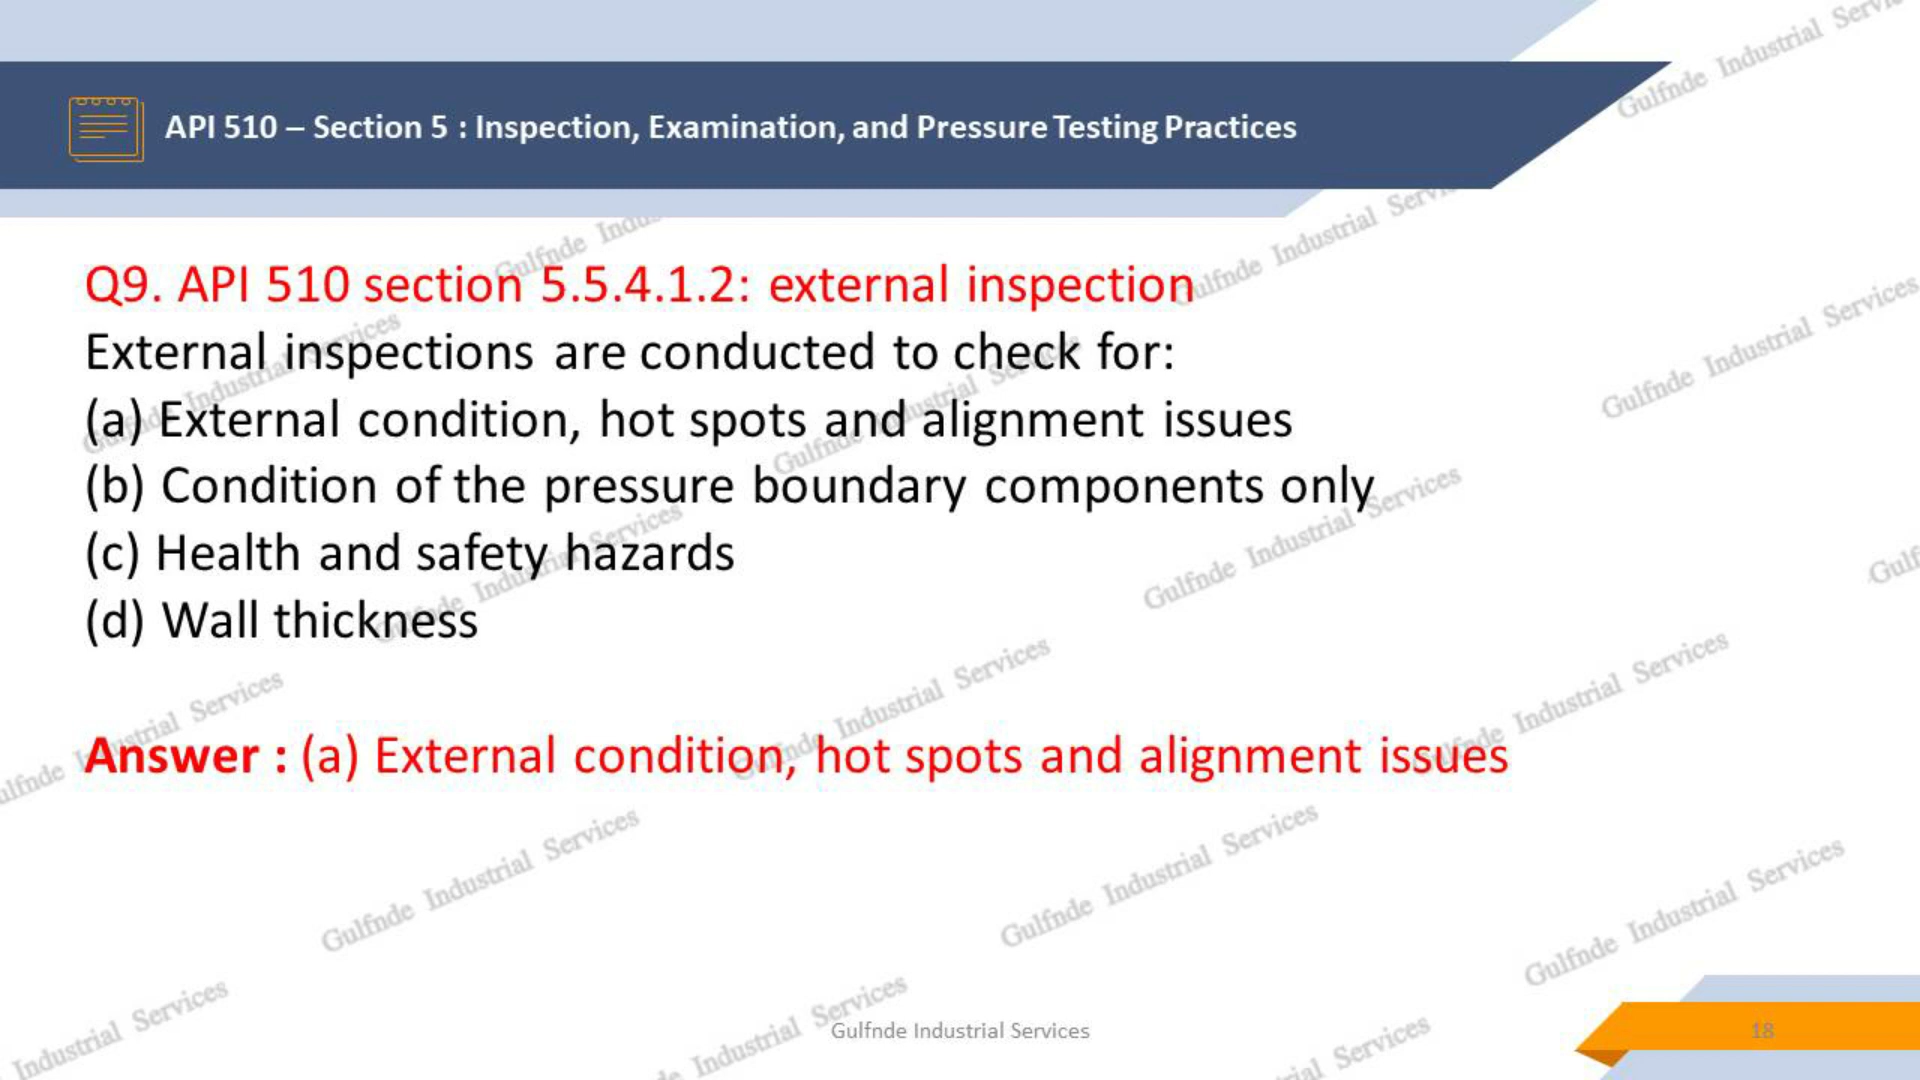 API 510 – Section 5 : Inspection, Examination, and Pressure Testing Practices
Q9. API 510 section 5.5.4.1.2: external inspection
External inspections are conducted to check for:
(a) External condition, hot spots and alignment issues
(b) Condition of the pressure boundary components only
(c) Health and safety hazards
(d) Wall thickness
Answer : (a) External condition, hot spots and alignment issues
Gulfnde Industrial Services
18